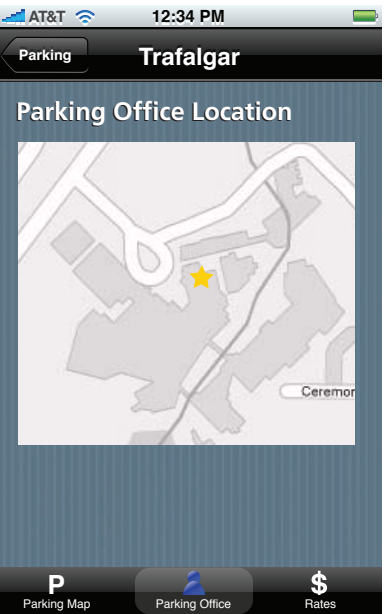 AT&T 12:34 PM
Parking Trafalgar
Parking Office Location
Ceremon
P $
Parking Map Parking Office Rates